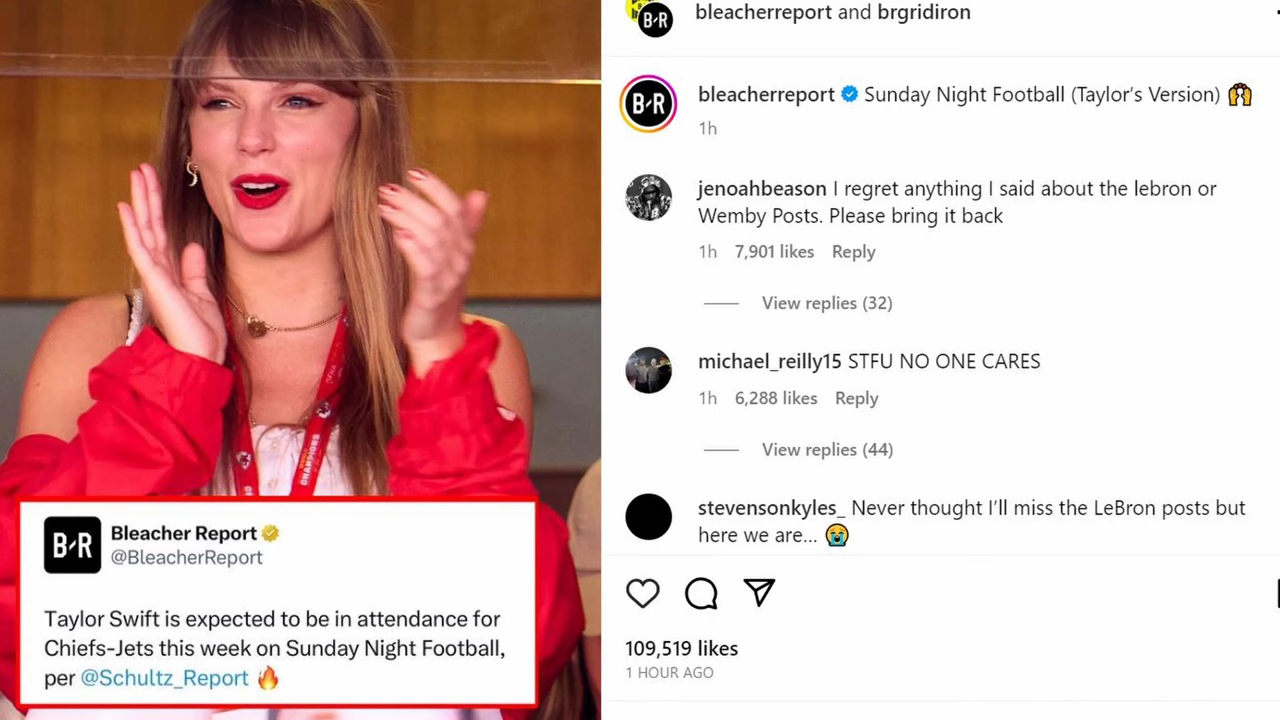 B·R
Bleacher Report
@BleacherReport
Taylor Swift is expected to be in attendance for
Chiefs-Jets this week on Sunday Night Football,
per @Schultz_Report 🔥
CHAMPIONS
B·R
bleacherreport and brgridiron
B·R
bleacherreport Sunday Night Football (Taylor’s Version) 🙌
1h
jenoahbeason I regret anything I said about the lebron or
Wemby Posts. Please bring it back
1h 7,901 likes Reply
View replies (32)
michael_reilly15 STFU NO ONE CARES
1h 6,288 likes Reply
View replies (44)
stevensonkyles_ Never thought I’ll miss the LeBron posts but
here we are... 😭
109,519 likes
1 HOUR AGO